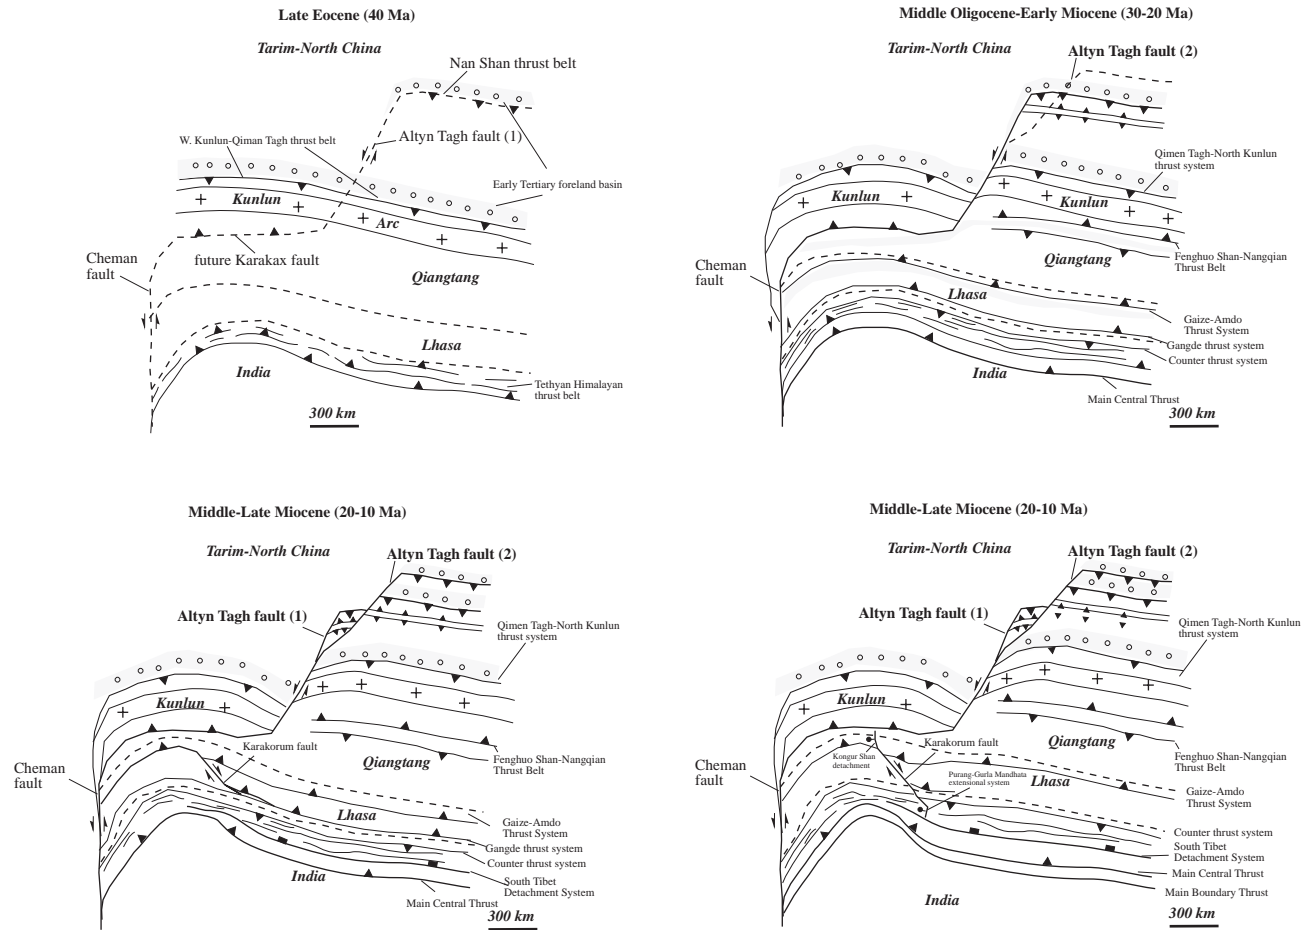 Late Eocene (40 Ma)
Tarim-North China
Nan Shan thrust belt
Altyn Tagh fault (1)
W. Kunlun-Qiman Tagh thrust belt
Early Tertiary foreland basin
Kunlun
Arc
Cheman
fault
future Karakax fault
Qiangtang
Lhasa
India
Tethyan Himalayan
thrust belt
300 km
Middle Oligocene-Early Miocene (30-20 Ma)
Tarim-North China
Altyn Tagh fault (2)
Qimen Tagh-North Kunlun
thrust system
Kunlun
Kunlun
Fenghuo Shan-Nangqian
Thrust Belt
Qiangtang
Cheman
fault
Lhasa
Gaize-Amdo
Thrust System
Gangde thrust system
Counter thrust system
India
Main Central Thrust
300 km
Middle-Late Miocene (20-10 Ma)
Tarim-North China
Altyn Tagh fault (2)
Altyn Tagh fault (1)
Qimen Tagh-North Kunlun
thrust system
Kunlun
Karakorum fault
Qiangtang
Fenghuo Shan-Nangqian
Thrust Belt
Cheman
fault
Lhasa
Gaize-Amdo
Thrust System
Gangde thrust system
Counter thrust system
India
South Tibet
Detachment System
Main Central Thrust
300 km
Middle-Late Miocene (20-10 Ma)
Tarim-North China
Altyn Tagh fault (2)
Altyn Tagh fault (1)
Qimen Tagh-North Kunlun
thrust system
Kunlun
Karakorum fault
Qiangtang
Fenghuo Shan-Nangqian
Thrust Belt
Kongur Shan
detachment
Cheman
fault
Purang-Gurla Mandhata
extensional system
Lhasa
Gaize-Amdo
Thrust System
Counter thrust system
South Tibet
Detachment System
Main Central Thrust
Main Boundary Thrust
India
300 km